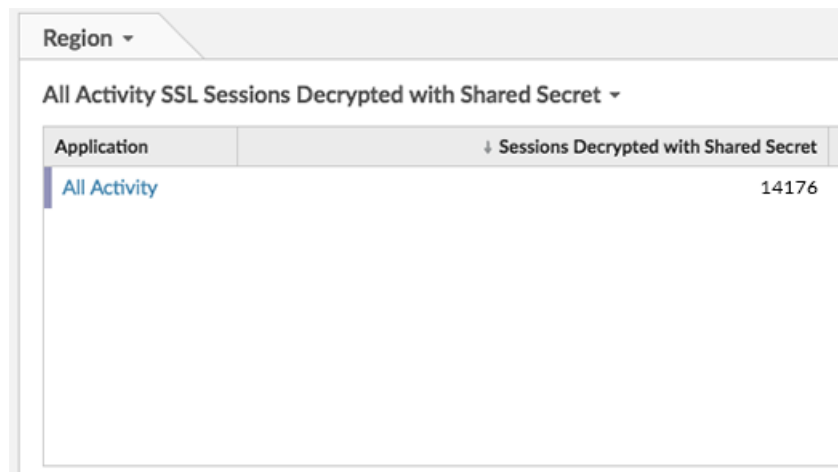 Region
All Activity SSL Sessions Decrypted with Shared Secret
Application
Sessions Decrypted with Shared Secret
All Activity
14176